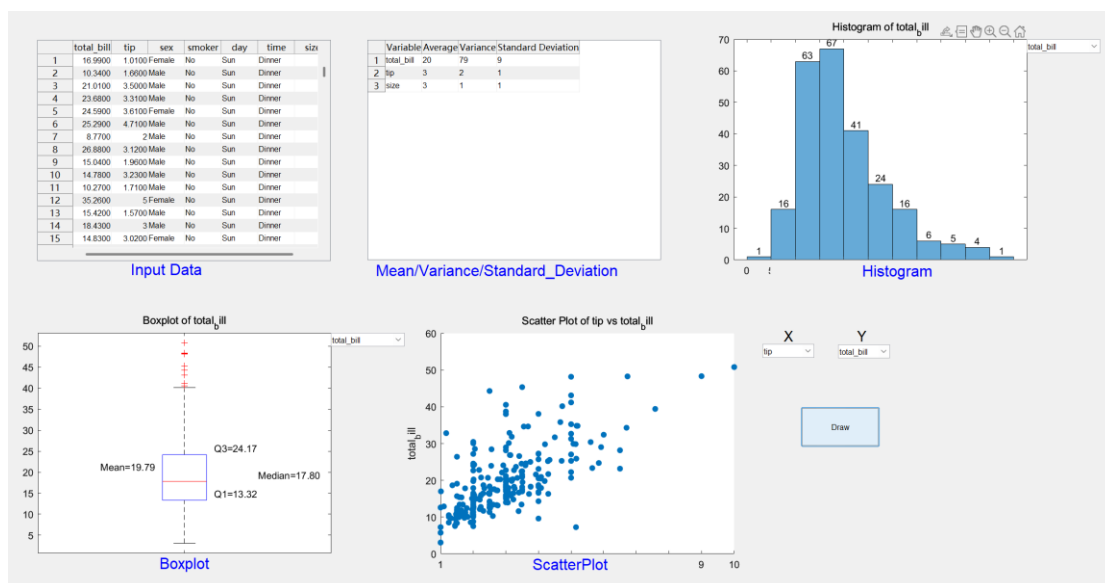 total_bill tip sex smoker day time size
1 16.9900 1.0100 Female No Sun Dinner
2 10.3400 1.6600 Male No Sun Dinner
3 21.0100 3.5000 Male No Sun Dinner
4 23.6800 3.3100 Male No Sun Dinner
5 24.5900 3.6100 Female No Sun Dinner
6 25.2900 4.7100 Male No Sun Dinner
7 8.7700 2 Male No Sun Dinner
8 26.8800 3.1200 Male No Sun Dinner
9 15.0400 1.9600 Male No Sun Dinner
10 14.7800 3.2300 Male No Sun Dinner
11 10.2700 1.7100 Male No Sun Dinner
12 35.2600 5 Female No Sun Dinner
13 15.4200 1.5700 Male No Sun Dinner
14 18.4300 3 Male No Sun Dinner
15 14.8300 3.0200 Female No Sun Dinner
Input Data
Variable Average Variance Standard Deviation
1 total_bill 20 79 9
2 tip 3 2 1
3 size 3 1 1
Mean/Variance/Standard_Deviation
Histogram of total_bill
total_bill
70
60
50
40
30
20
10
0
1 16 63 67 41 24 16 6 5 4 1
0
Histogram
Boxplot of total_bill
total_bill
50
45
40
35
30
25
20
15
10
5
Q3=24.17
Mean=19.79
Median=17.80
Q1=13.32
Boxplot
Scatter Plot of tip vs total_bill
total_bill
60
50
40
30
20
10
0
1 9 10
ScatterPlot
X Y
tip total_bill
Draw